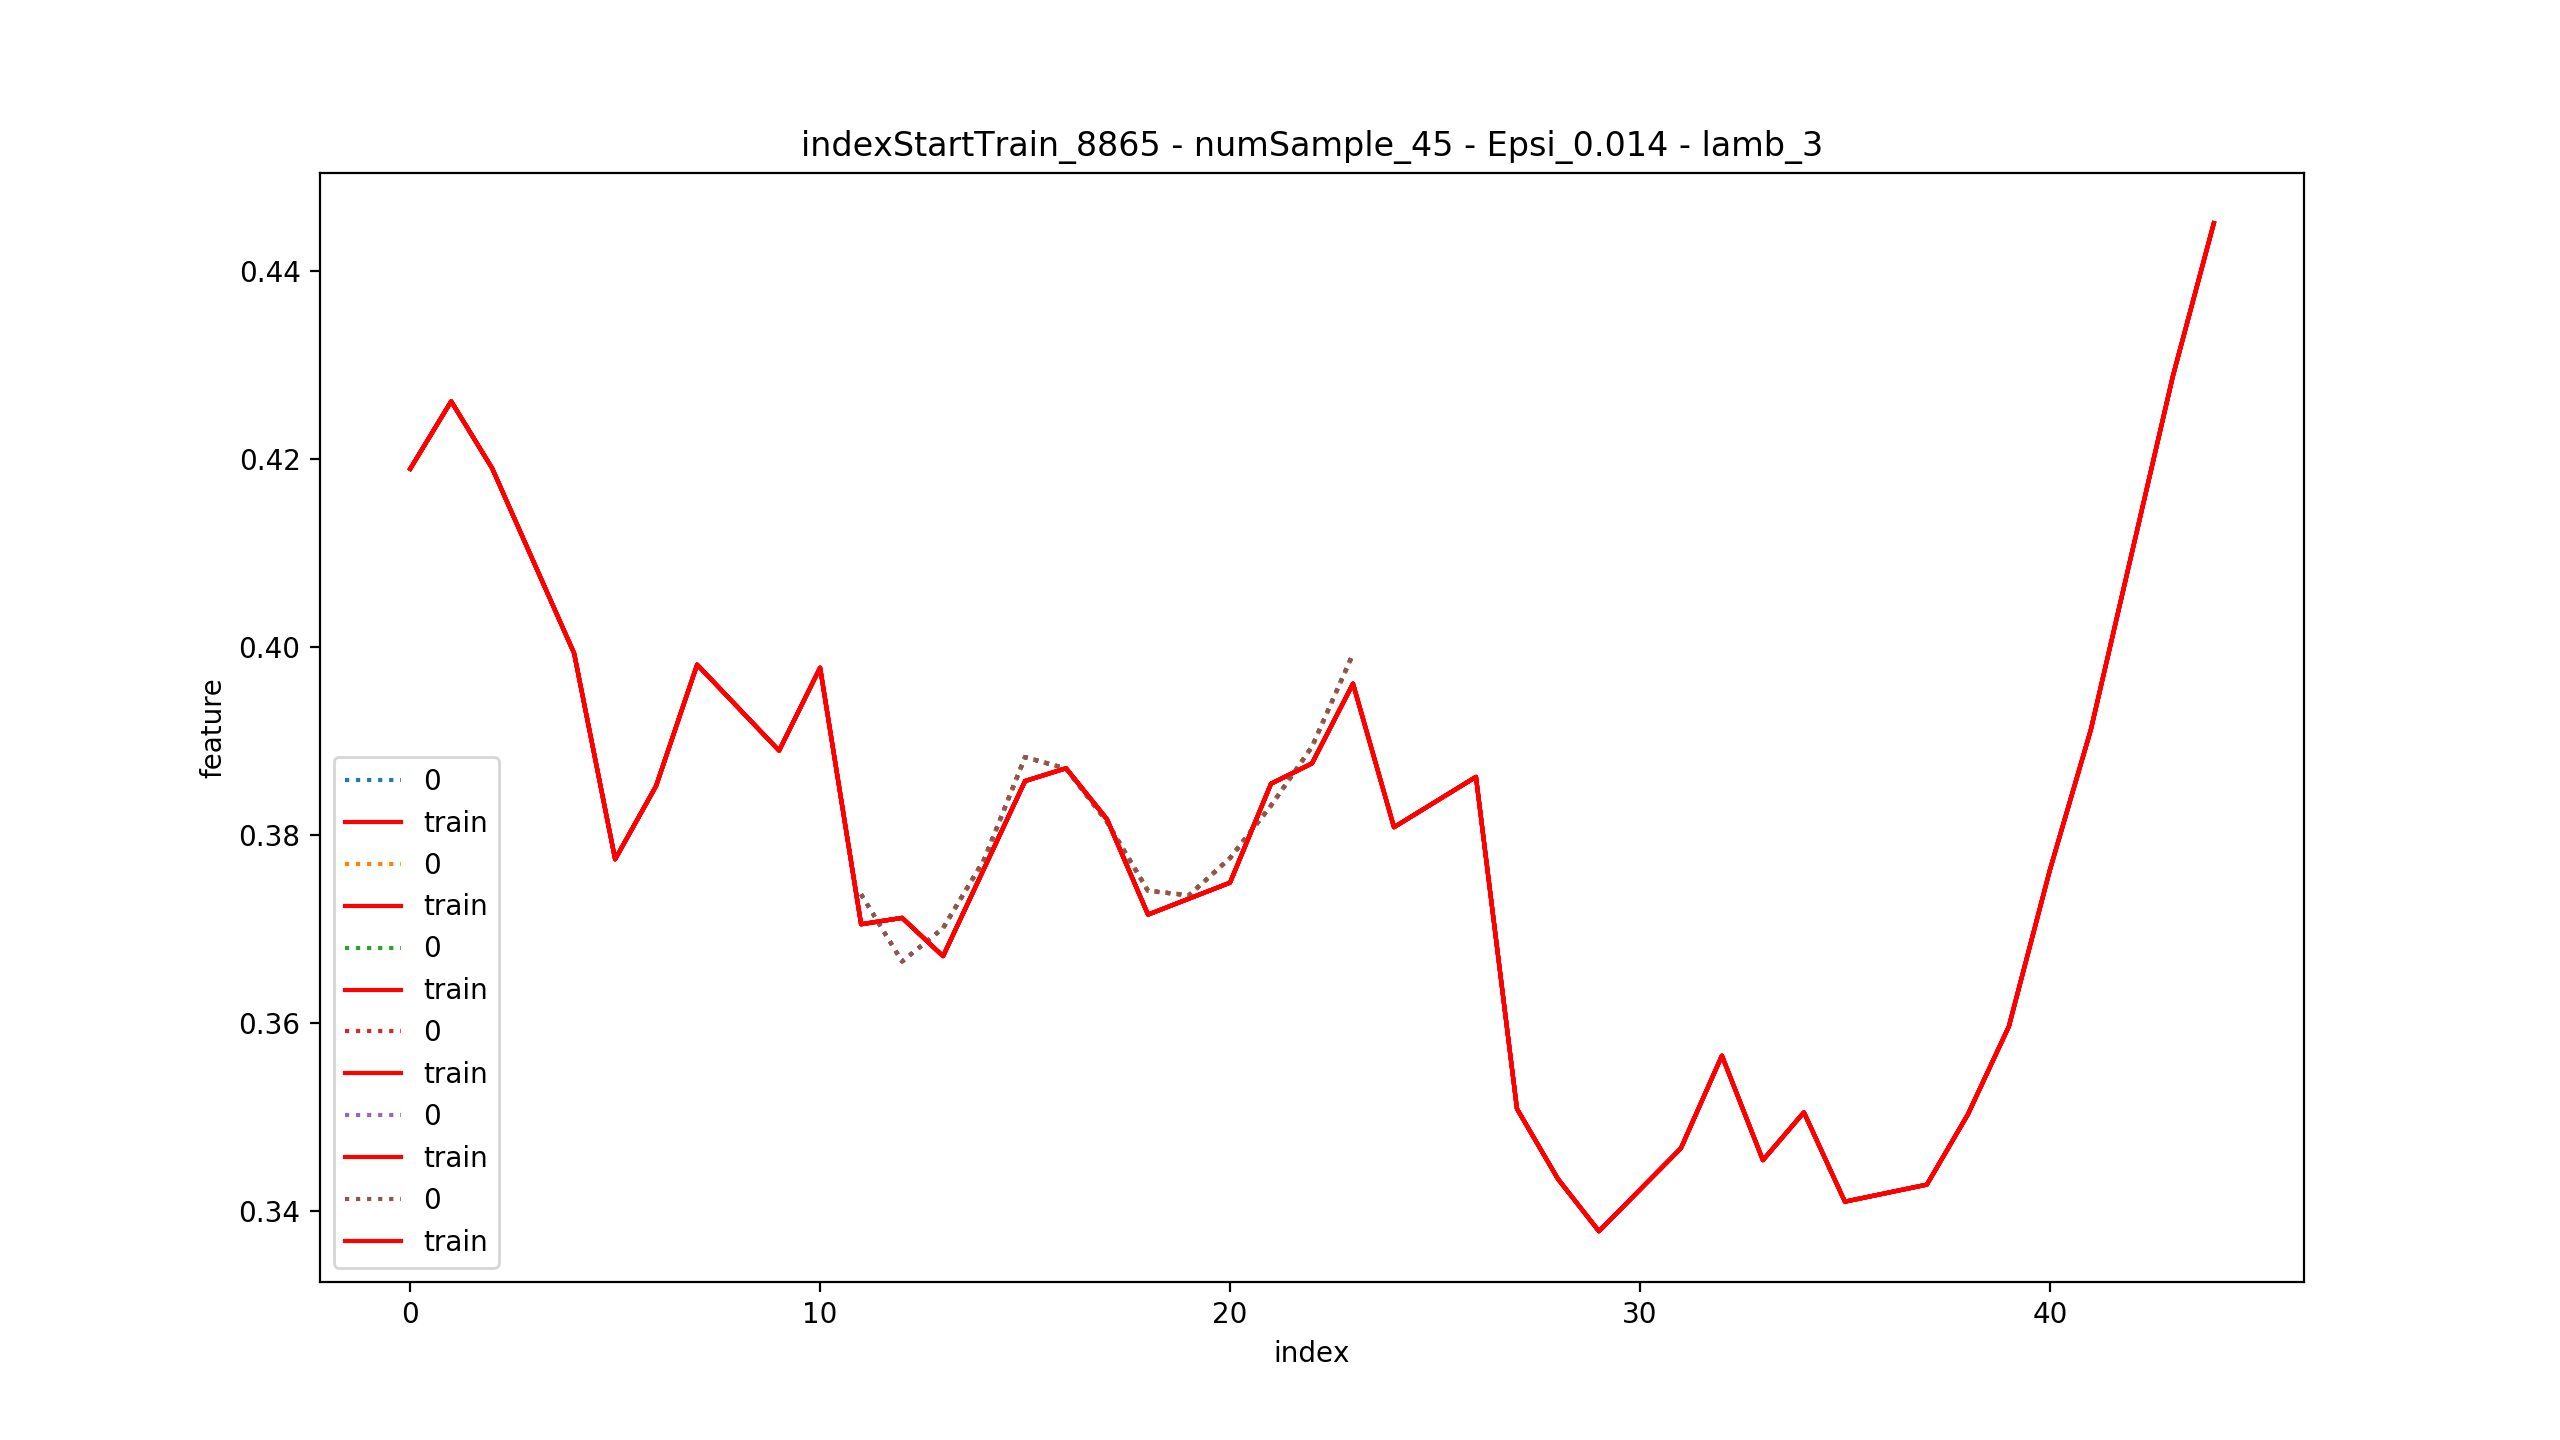 indexStartTrain_8865 - numSample_45 - Epsi_0.014 - lamb_3
feature
0.44
0.42
0.40
0.38
0.36
0.34
0
train
0
train
0
train
0
train
0
train
0
train
0 10 20 30 40
index